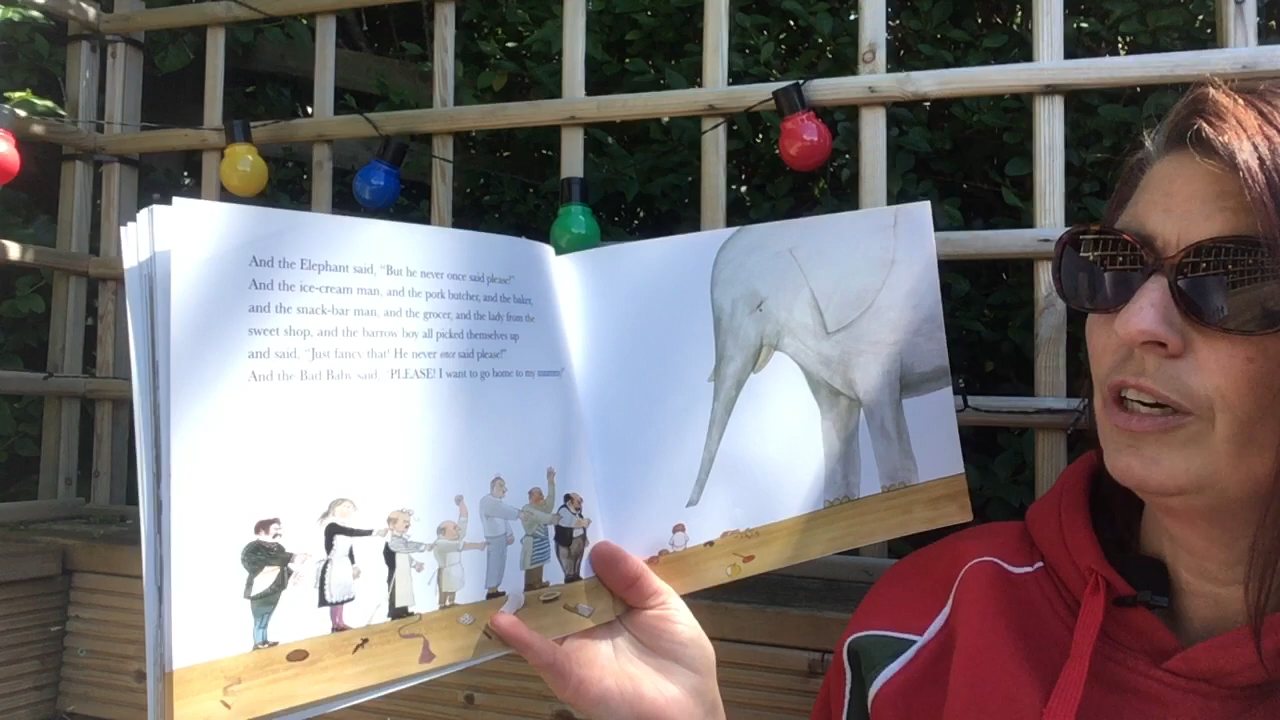 And the Elephant said, "But he never once said please!"
And the ice-cream man, and the pork butcher, and the baker,
and the snack-bar man, and the grocer, and the lady from the
sweet shop, and the barrow boy all picked themselves up
and said, "Just fancy that! He never once said please!"
And the Bad Baby said, "PLEASE! I want to go home to my